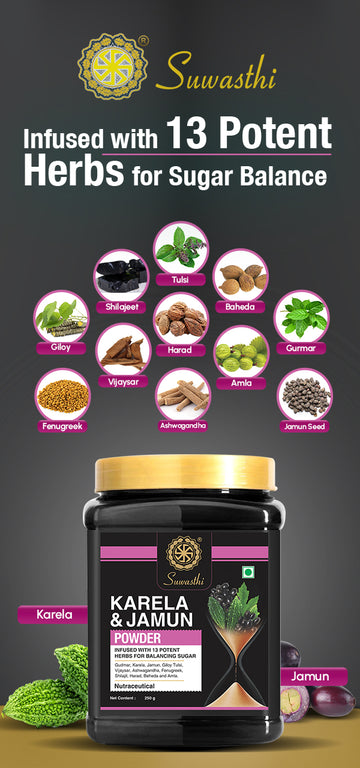 Suwasthi
®
Infused with 13 Potent
Herbs for Sugar Balance
Tulsi
Shilajeet
Baheda
Giloy
Harad
Gurmar
Vijaysar
Amla
Fenugreek
Ashwagandha
Jamun Seed
Suwasthi
®
KARELA
& JAMUN
POWDER
INFUSED WITH 13 POTENT
HERBS FOR BALANCING SUGAR
Gudmar, Karela, Jamun, Giloy, Tulsi,
Vijaysar, Ashwagandha, Fenugreek,
Shilajit, Harad, Baheda and Amla.
Nutraceutical
Net Content : 250 g
Karela
Jamun